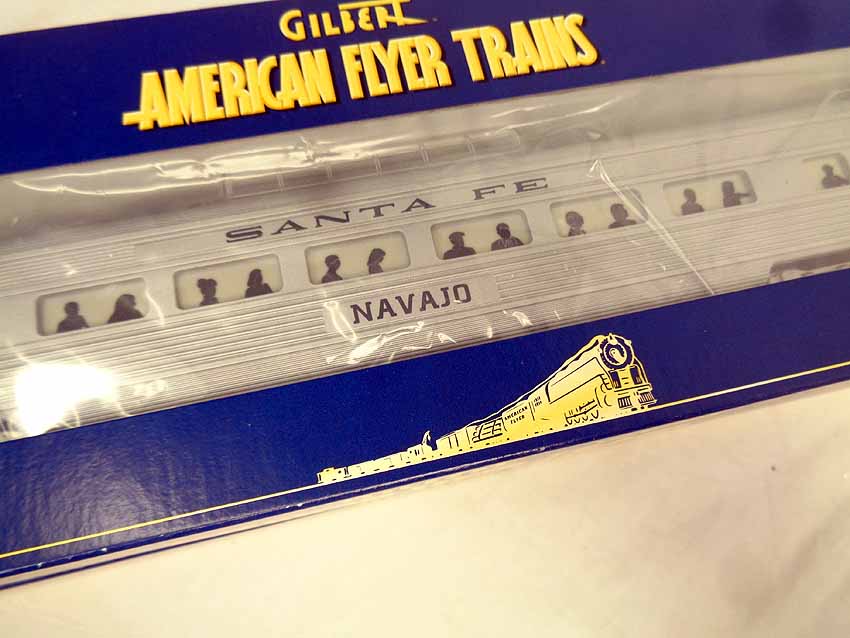 GILBERT
AMERICAN FLYER TRAINS
SANTA FE
NAVAJO
AMERICAN
FLYER